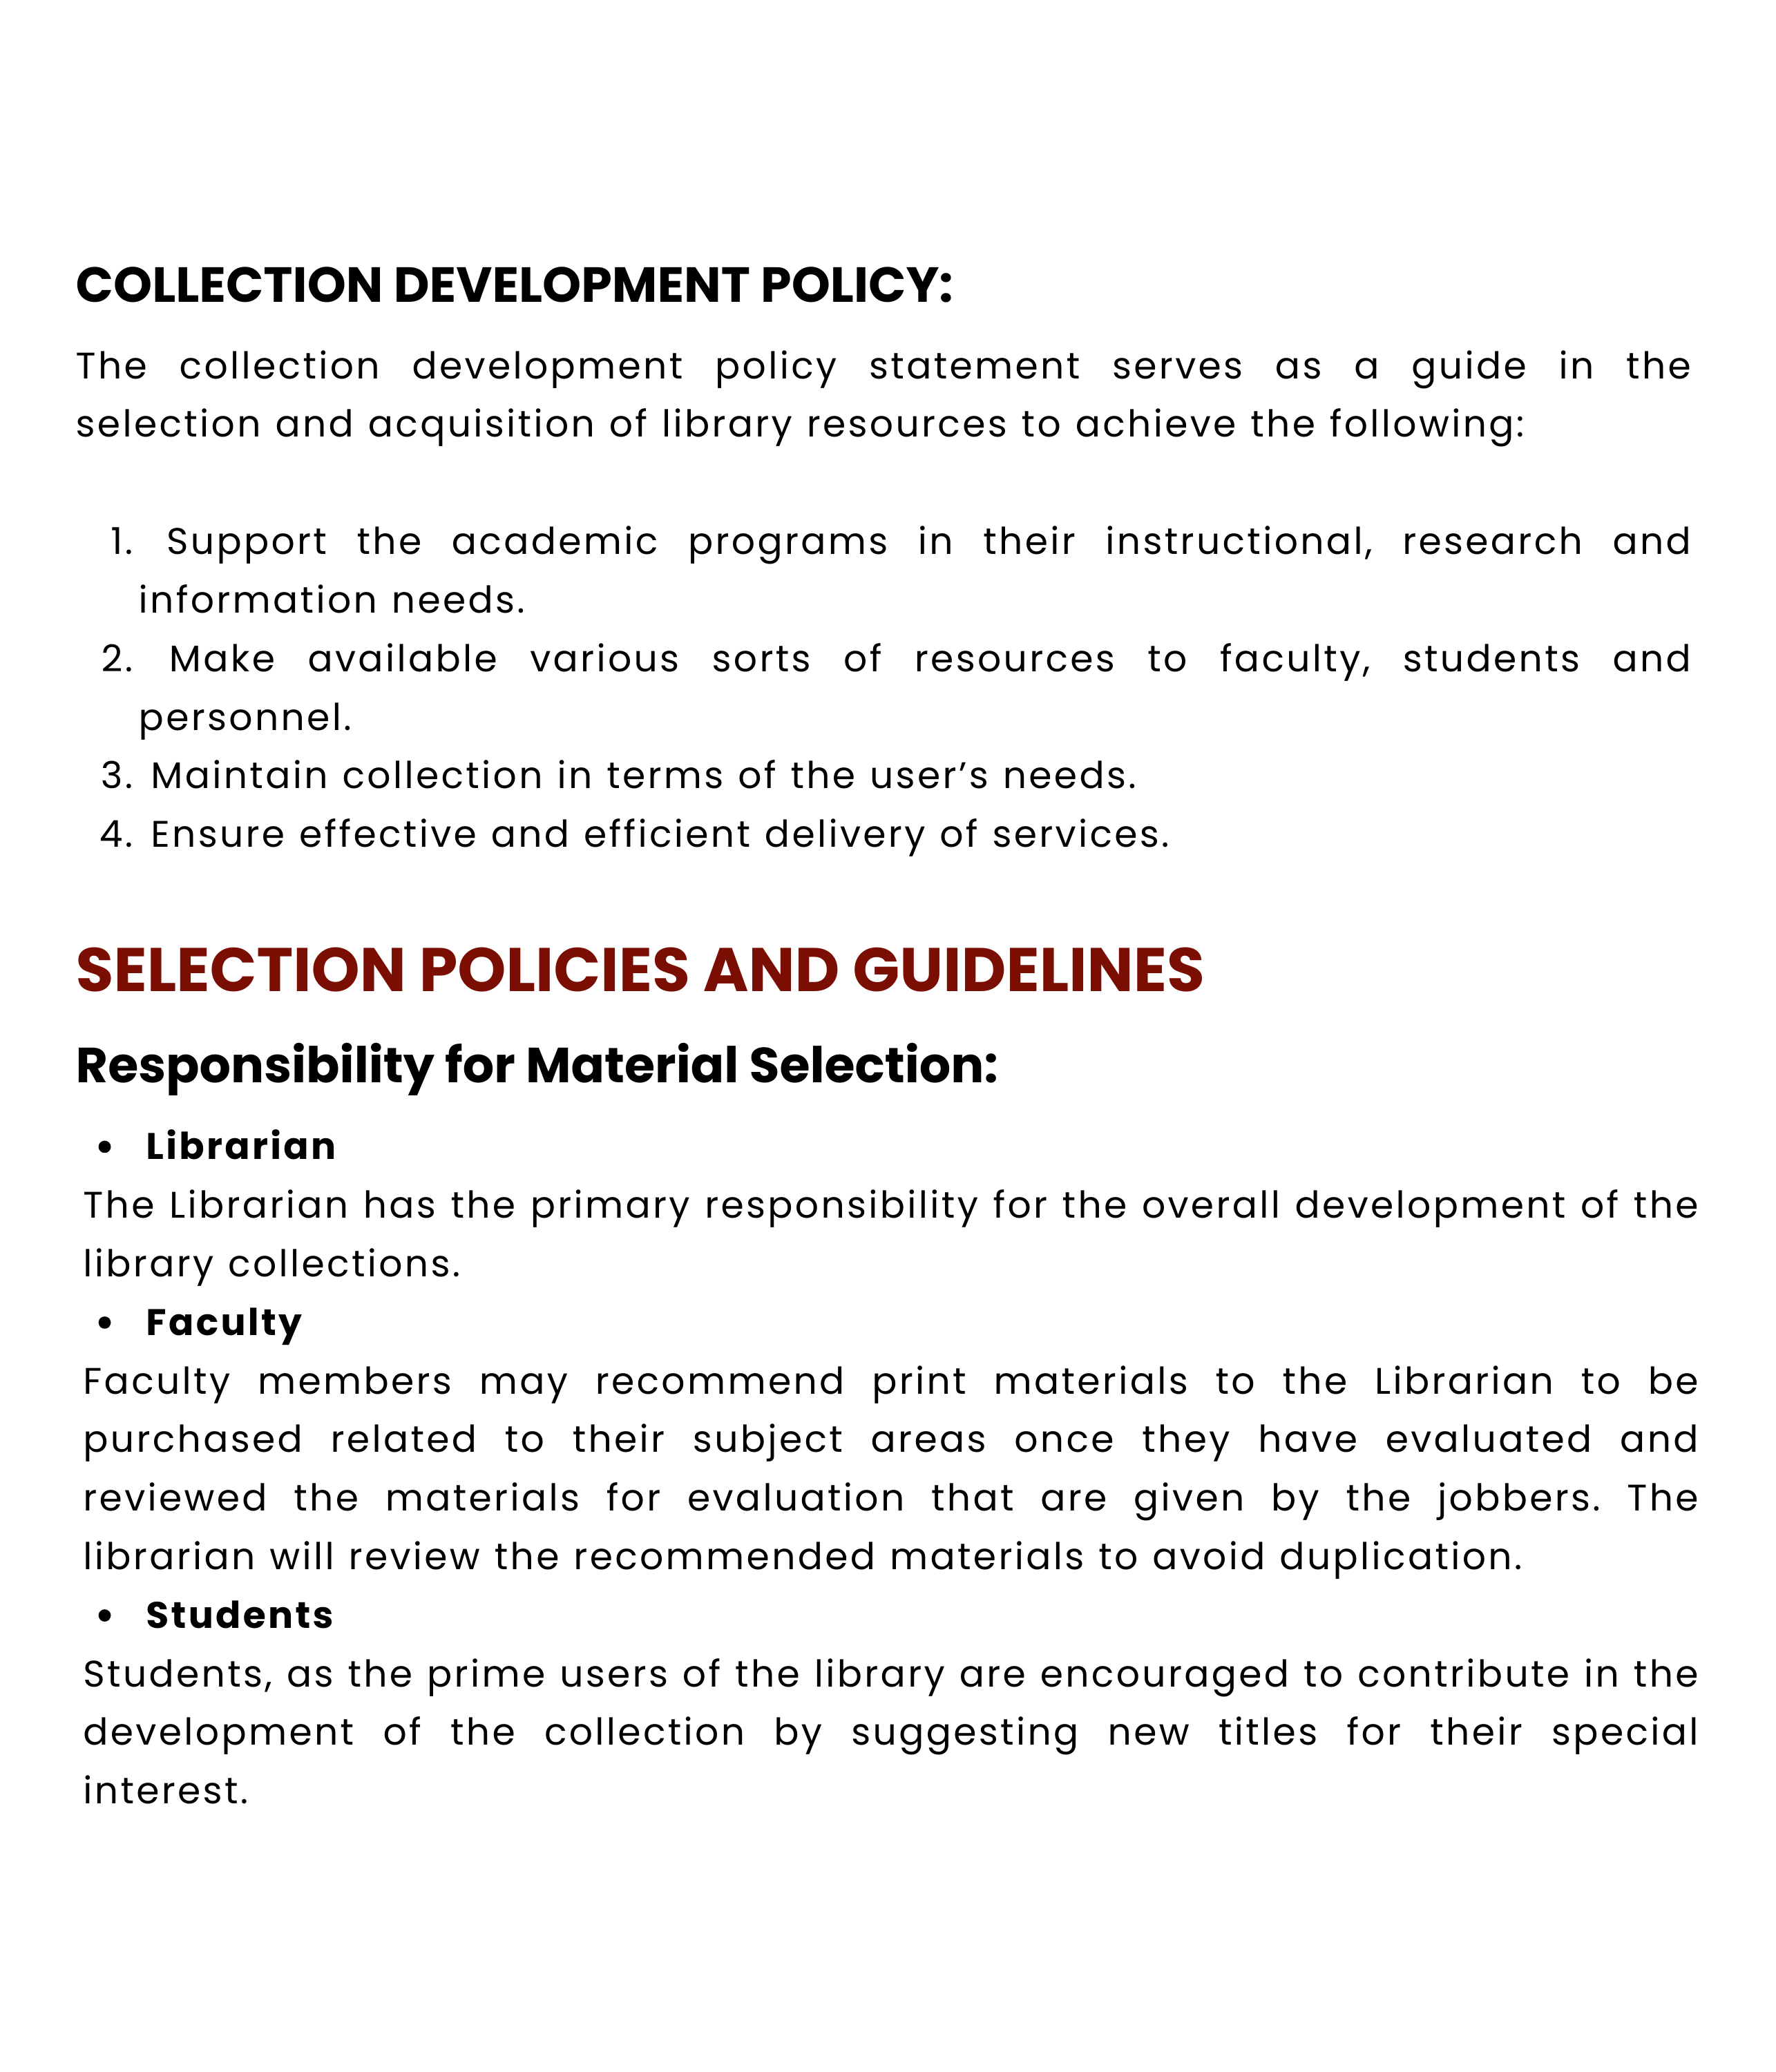 COLLECTION DEVELOPMENT POLICY:
The collection development policy statement serves as a guide in the
selection and acquisition of library resources to achieve the following:
1. Support the academic programs in their instructional, research and
information needs.
2. Make available various sorts of resources to faculty, students and
personnel.
3. Maintain collection in terms of the user’s needs.
4. Ensure effective and efficient delivery of services.
SELECTION POLICIES AND GUIDELINES
Responsibility for Material Selection:
• Librarian
The Librarian has the primary responsibility for the overall development of the
library collections.
• Faculty
Faculty members may recommend print materials to the Librarian to be
purchased related to their subject areas once they have evaluated and
reviewed the materials for evaluation that are given by the jobbers. The
librarian will review the recommended materials to avoid duplication.
• Students
Students, as the prime users of the library are encouraged to contribute in the
development of the collection by suggesting new titles for their special
interest.